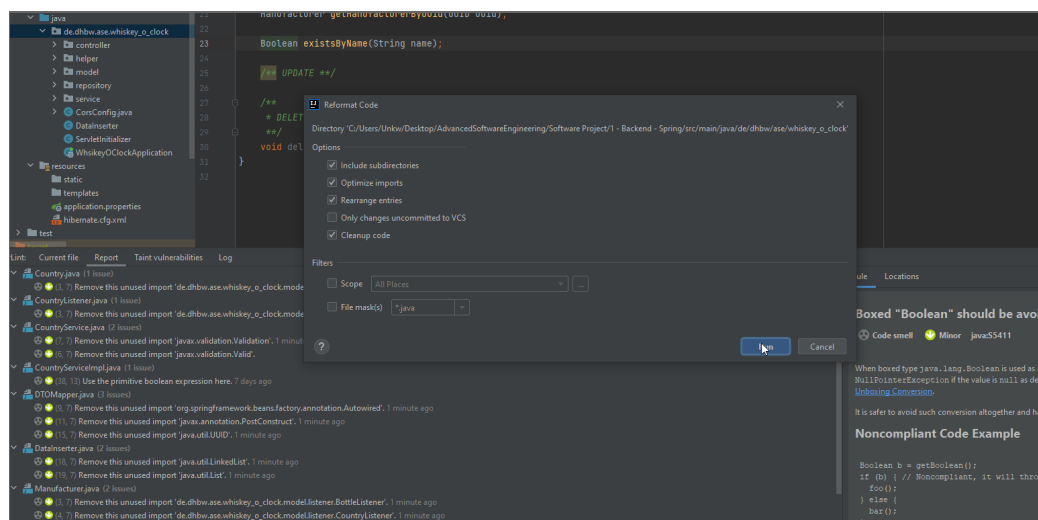 java
de.dhbw.ase.whiskey_o_clock
controller
helper
model
repository
service
CorsConfig.java
DataInserter
ServletInitializer
WhsikeyOClockApplication
resources
static
templates
application.properties
hibernate.cfg.xml
test
21 Manufacturer getManufacturerByUuid(UUID uuid);
22
23 Boolean existsByName(String name);
24
25 /** UPDATE **/
26
27 /**
28 * DELET
29 **/
30 void del
31 }
32
Reformat Code
Directory 'C:/Users/Unkw/Desktop/AdvancedSoftwareEngineering/Software Project/1 - Backend - Spring/src/main/java/de/dhbw/ase/whiskey_o_clock'
Options
Include subdirectories
Optimize imports
Rearrange entries
Only changes uncommitted to VCS
Cleanup code
Filters
Scope All Places ...
File mask(s) *.java
? Run Cancel
Lint: Current file Report Taint vulnerabilities Log
Country.java (1 issue)
(3, 7) Remove this unused import 'de.dhbw.ase.whiskey_o_clock.mode
CountryListener.java (1 issue)
(3, 7) Remove this unused import 'de.dhbw.ase.whiskey_o_clock.mode
CountryService.java (2 issues)
(7, 7) Remove this unused import 'javax.validation.Validation'. 1 minut
(6, 7) Remove this unused import 'javax.validation.Valid'.
CountryServiceImpl.java (1 issue)
(38, 13) Use the primitive boolean expression here. 7 days ago
DTOMapper.java (3 issues)
(9, 7) Remove this unused import 'org.springframework.beans.factory.annotation.Autowired'. 1 minute ago
(11, 7) Remove this unused import 'javax.annotation.PostConstruct'. 1 minute ago
(15, 7) Remove this unused import 'java.util.UUID'. 1 minute ago
DataInserter.java (2 issues)
(18, 7) Remove this unused import 'java.util.LinkedList'. 1 minute ago
(19, 7) Remove this unused import 'java.util.List'. 1 minute ago
Manufacturer.java (2 issues)
(3, 7) Remove this unused import 'de.dhbw.ase.whiskey_o_clock.model.listener.BottleListener'. 1 minute ago
(4, 7) Remove this unused import 'de.dhbw.ase.whiskey_o_clock.model.listener.CountryListener'. 1 minute ago
ule Locations
Boxed "Boolean" should be avoi
Code smell Minor java:S5411
When boxed type java.lang.Boolean is used as
NullPointerException if the value is null as de
Unboxing Conversion.
It is safer to avoid such conversion altogether and h
Noncompliant Code Example
Boolean b = getBoolean();
if (b) { // Noncompliant, it will thro
foo();
} else {
bar();